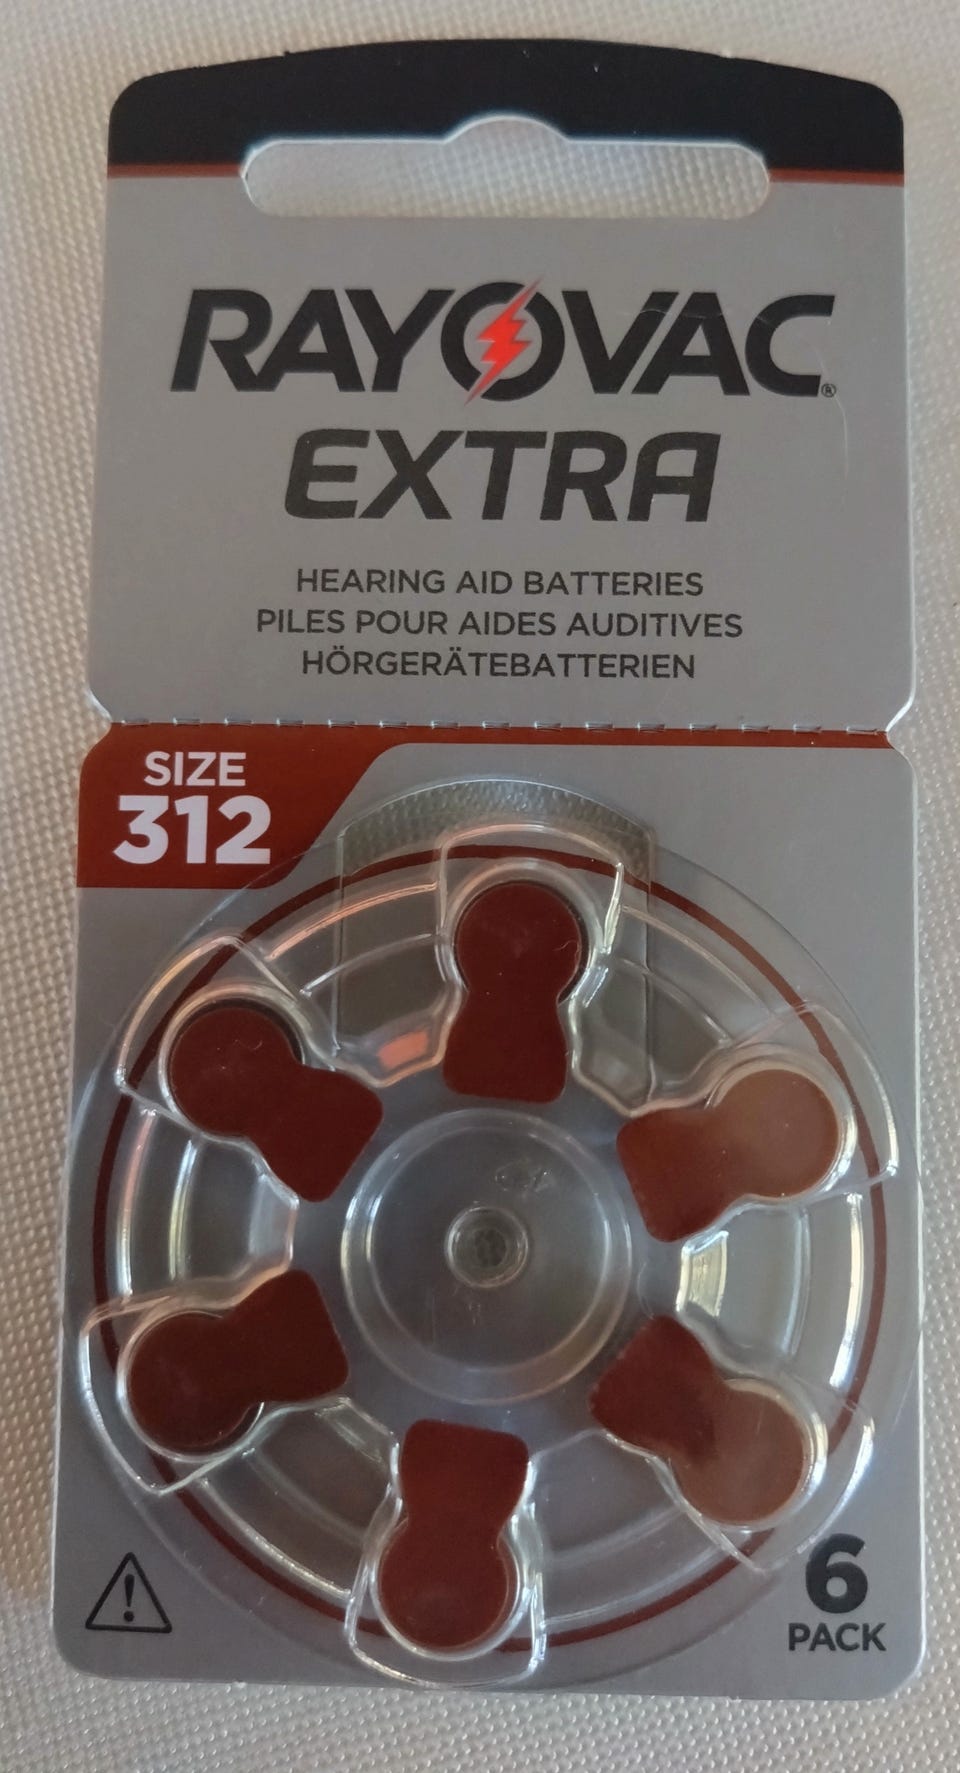 RAYOVAC®
EXTRA
HEARING AID BATTERIES
PILES POUR AIDES AUDITIVES
HÖRGERÄTEBATTERIEN
SIZE
312
6
PACK